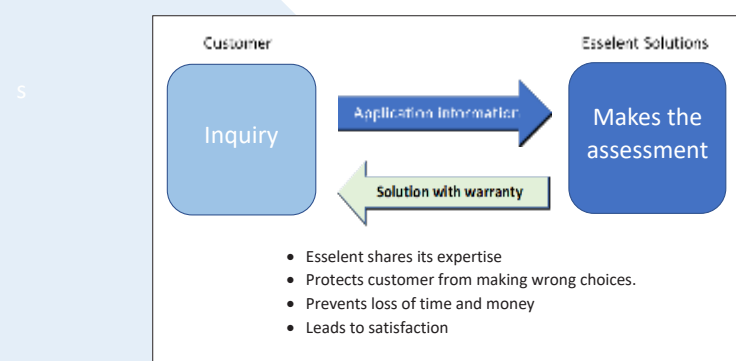 Customer
Esselent Solutions
S
Inquiry
Application information
Makes the
assessment
Solution with warranty
• Esselent shares its expertise
• Protects customer from making wrong choices.
• Prevents loss of time and money
• Leads to satisfaction